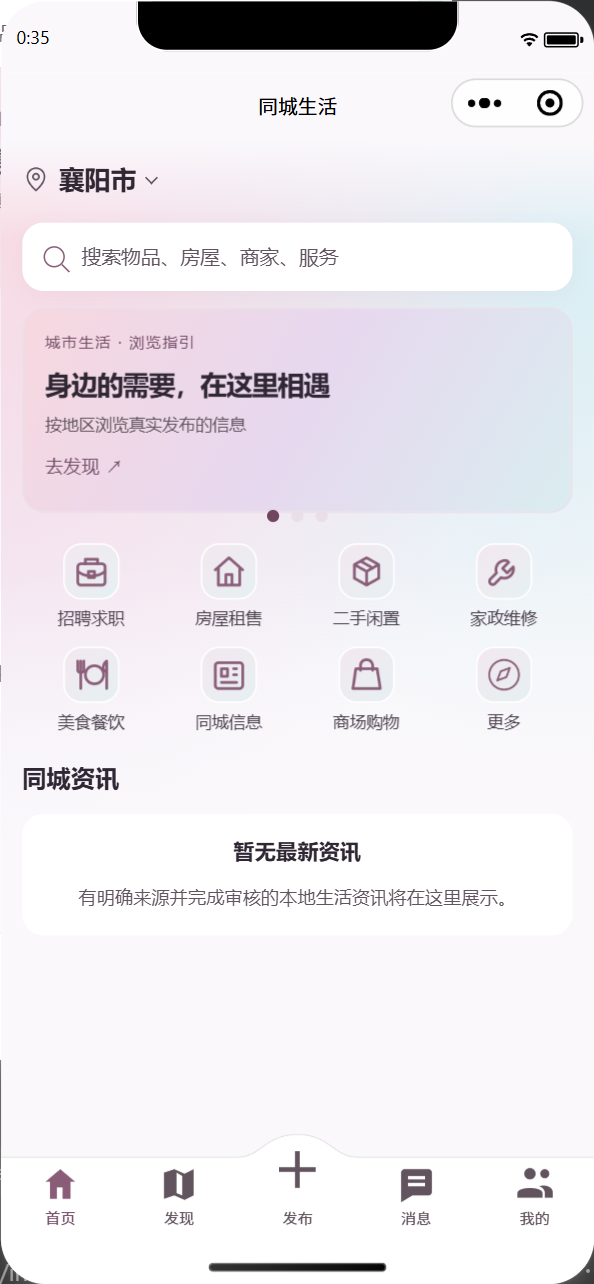 0:35
同城生活
襄阳市
搜索物品、房屋、商家、服务
城市生活 · 浏览指引
身边的需要，在这里相遇
按地区浏览真实发布的信息
去发现 ↗
招聘求职 房屋租售 二手闲置 家政维修
美食餐饮 同城信息 商场购物 更多
同城资讯
暂无最新资讯
有明确来源并完成审核的本地生活资讯将在这里展示。
首页 发现 发布 消息 我的